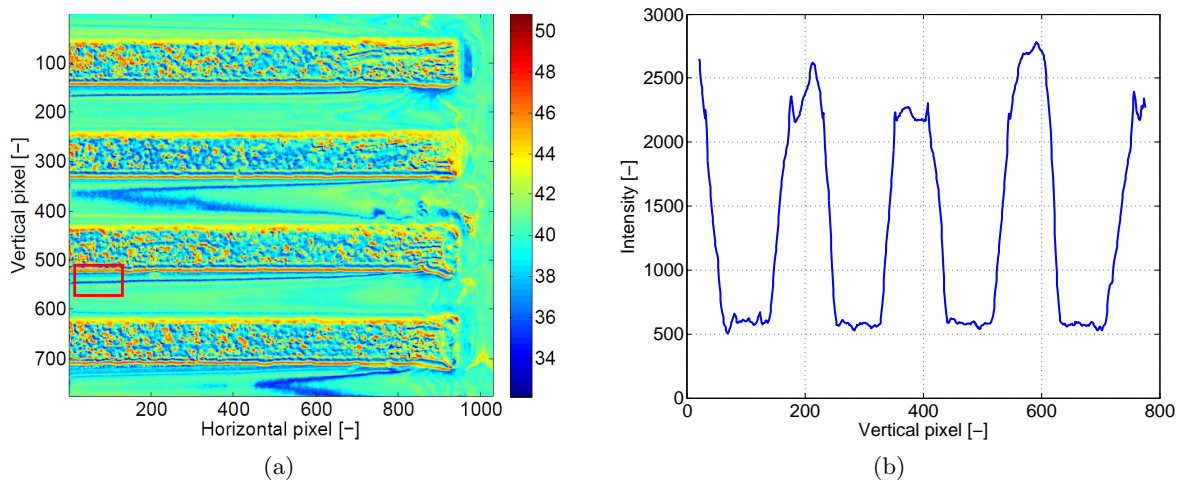 50
48
46
44
42
40
38
36
34
100
200
300
400
500
600
700
Vertical pixel [−]
200 400 600 800 1000
Horizontal pixel [−]
(a)
3000
2500
2000
1500
1000
500
0
Intensity [−]
0 200 400 600 800
Vertical pixel [−]
(b)